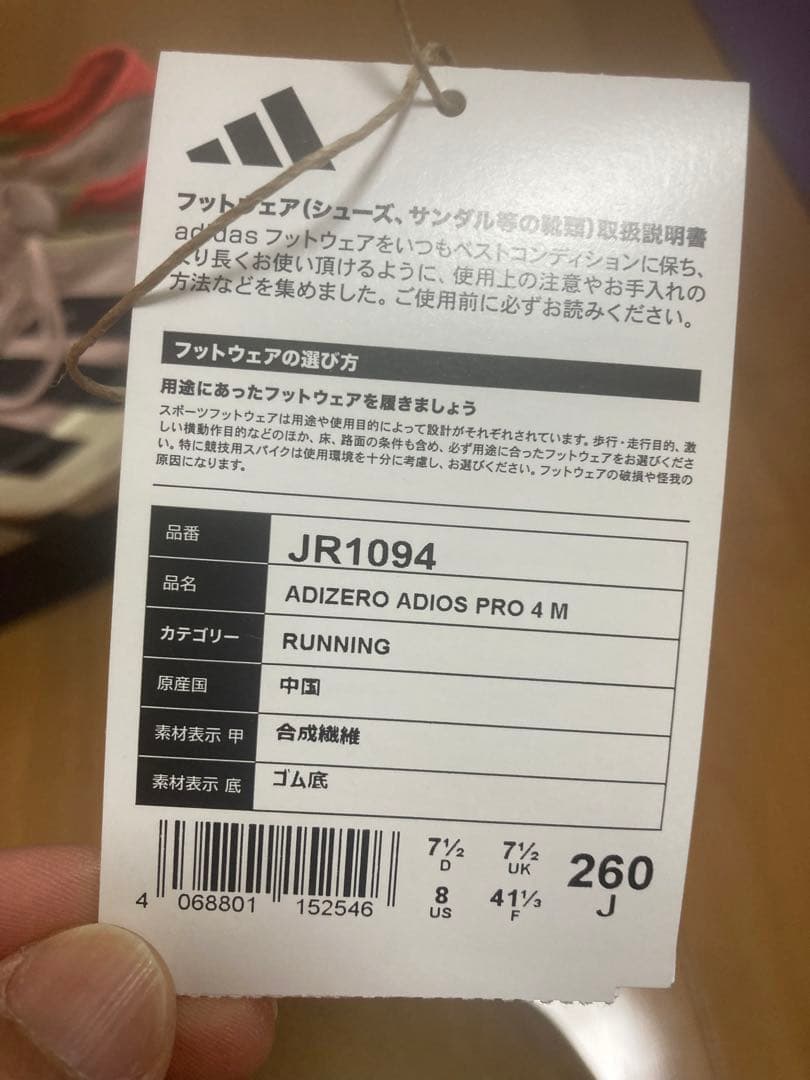 フットウェア(シューズ、サンダル等の靴類)取扱説明書
adidas フットウェアをいつもベストコンディションに保ち、
より長くお使い頂けるように、使用上の注意やお手入れの
方法などを集めました。ご使用前に必ずお読みください。
フットウェアの選び方
用途にあったフットウェアを履きましょう
スポーツフットウェアは用途や使用目的によって設計がそれぞれされています。歩行・走行目的、激
しい横動作目的などのほか、床、路面の条件も含め、必ず用途に合ったフットウェアをお選びくださ
い。特に競技用スパイクは使用環境を十分に考慮し、お選びください。フットウェアの破損や怪我の
原因になります。
品番 JR1094
品名 ADIZERO ADIOS PRO 4 M
カテゴリー RUNNING
原産国 中国
素材表示 甲 合成繊維
素材表示 底 ゴム底
7½ D 7½ UK 260 J
8 US 41⅓ F
4 068801 152546